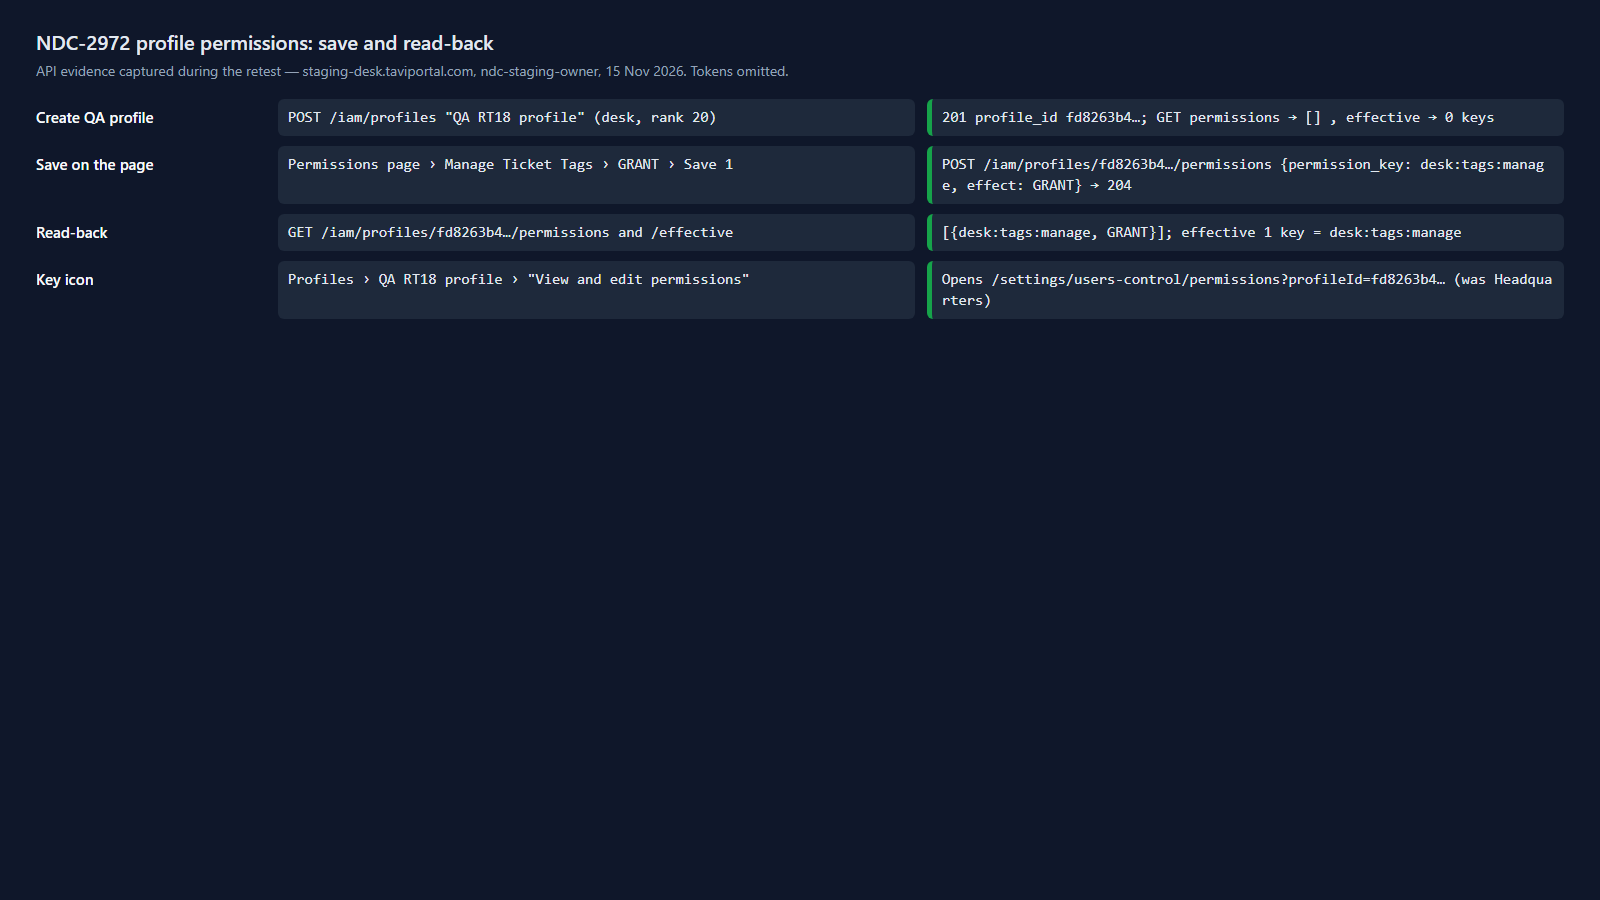 NDC-2972 profile permissions: save and read-back
API evidence captured during the retest — staging-desk.taviportal.com, ndc-staging-owner, 15 Nov 2026. Tokens omitted.
Create QA profile
POST /iam/profiles "QA RT18 profile" (desk, rank 20)
201 profile_id fd8263b4…; GET permissions → [] , effective → 0 keys
Save on the page
Permissions page › Manage Ticket Tags › GRANT › Save 1
POST /iam/profiles/fd8263b4…/permissions {permission_key: desk:tags:manag
e, effect: GRANT} → 204
Read-back
GET /iam/profiles/fd8263b4…/permissions and /effective
[{desk:tags:manage, GRANT}]; effective 1 key = desk:tags:manage
Key icon
Profiles › QA RT18 profile › "View and edit permissions"
Opens /settings/users-control/permissions?profileId=fd8263b4… (was Headqua
rters)